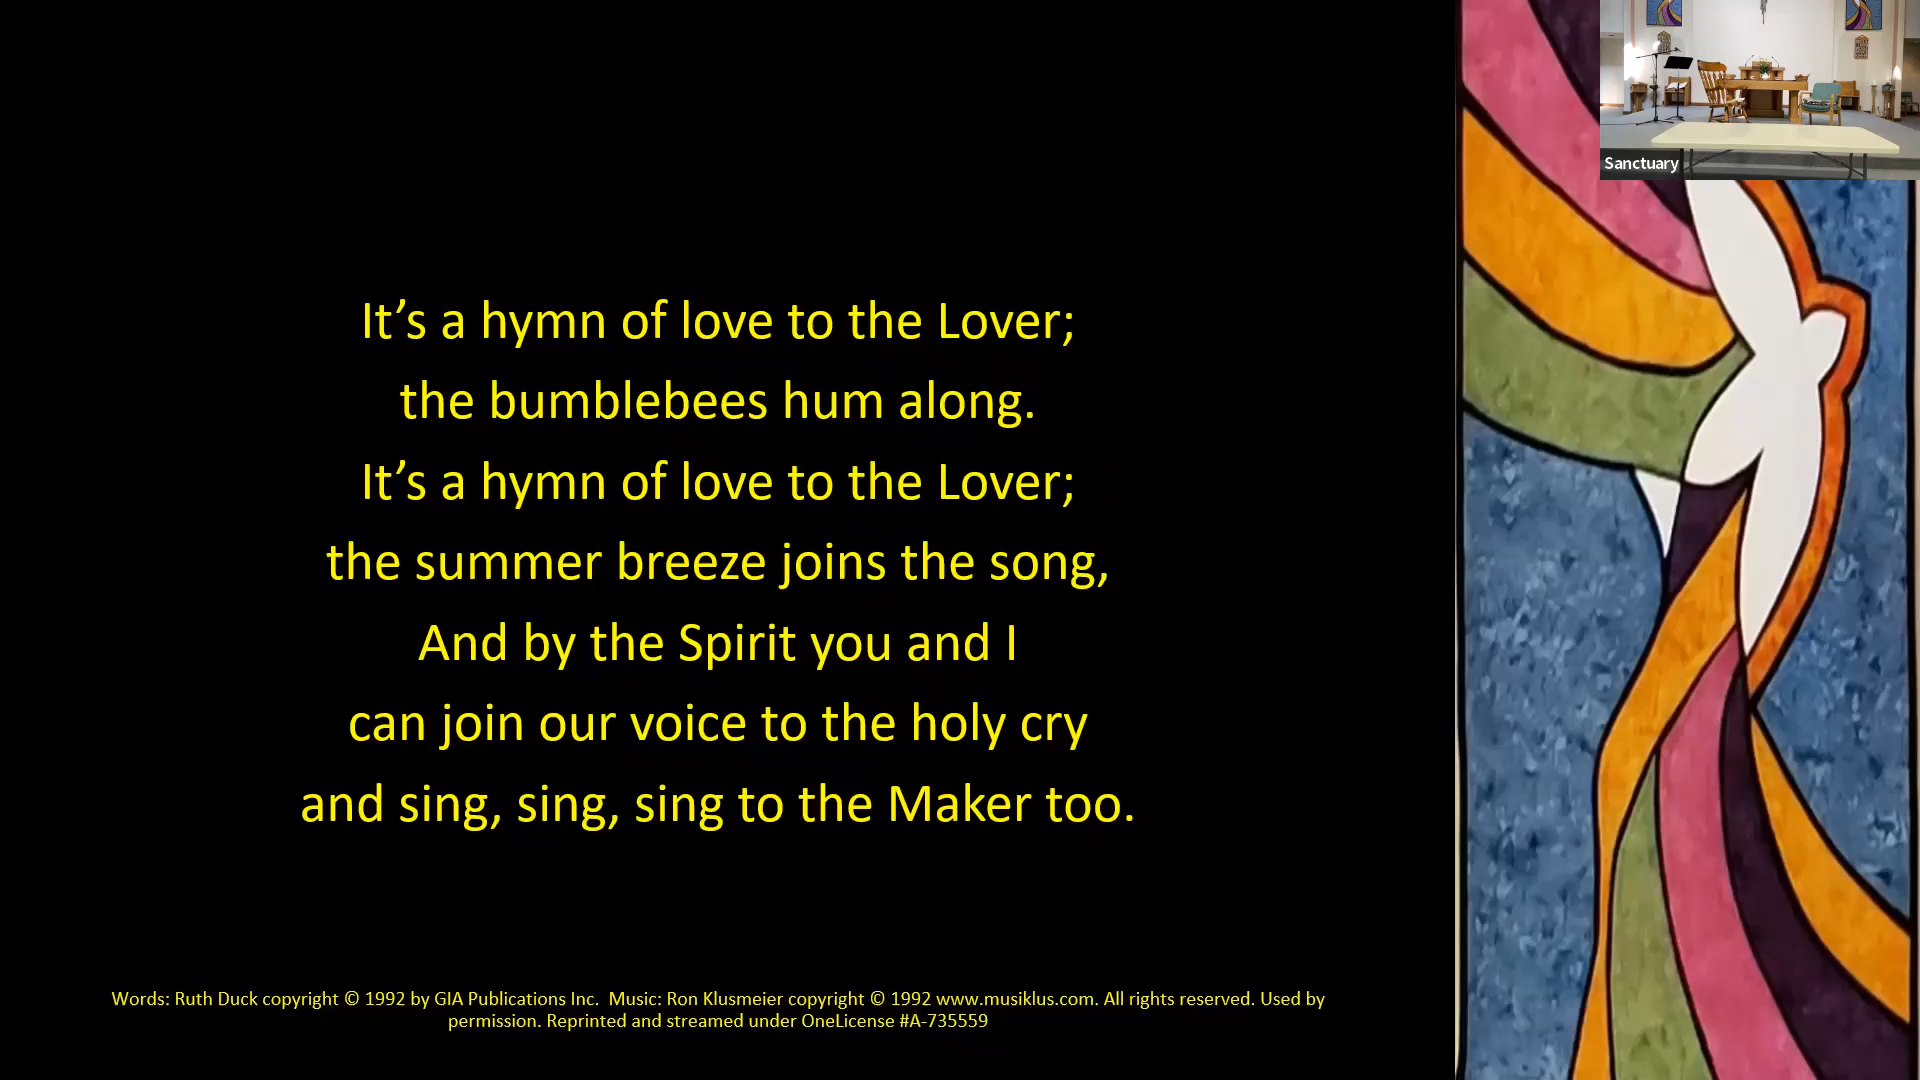 Sanctuary
It’s a hymn of love to the Lover;
the bumblebees hum along.
It’s a hymn of love to the Lover;
the summer breeze joins the song,
And by the Spirit you and I
can join our voice to the holy cry
and sing, sing, sing to the Maker too.
Words: Ruth Duck copyright © 1992 by GIA Publications Inc.  Music: Ron Klusmeier copyright © 1992 www.musiklus.com. All rights reserved. Used by
permission. Reprinted and streamed under OneLicense #A-735559